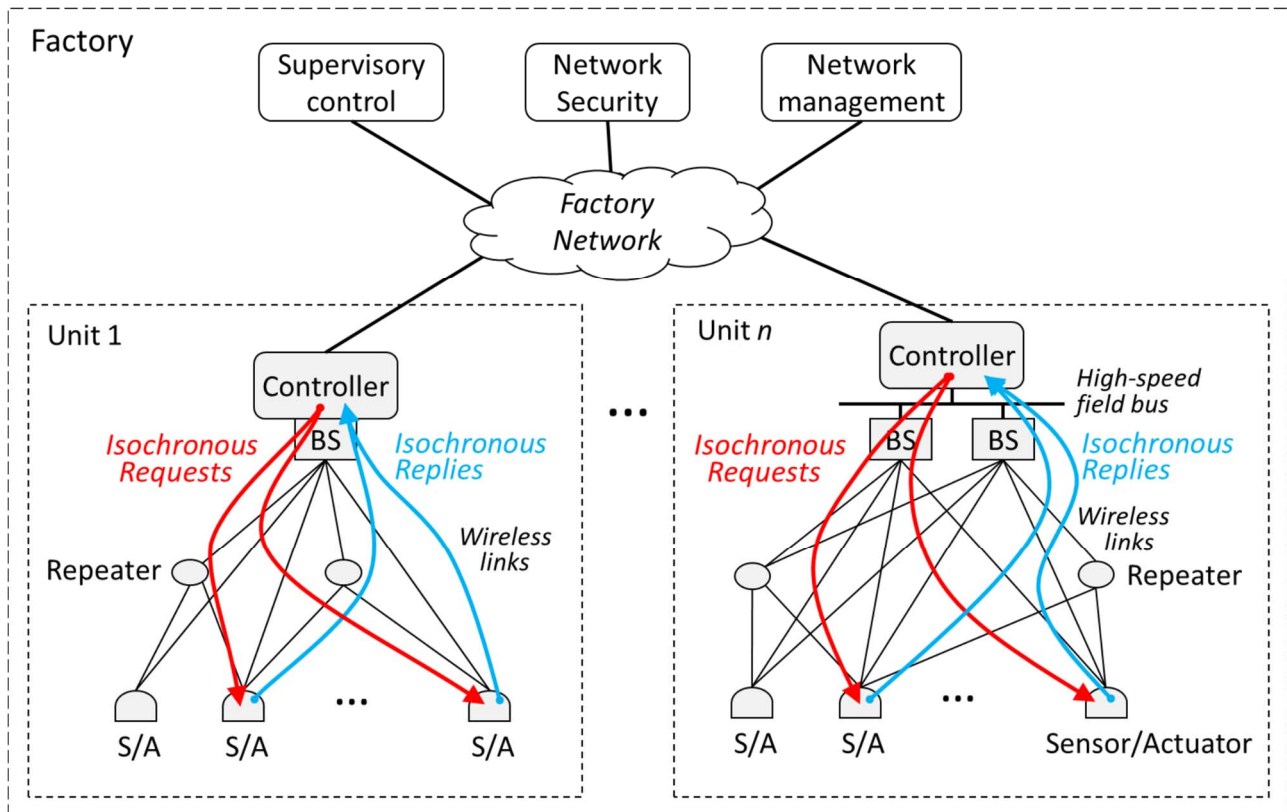 Factory
Supervisory
control
Network
Security
Network
management
Factory
Network
Unit 1
Controller
BS
Isochronous
Requests
Isochronous
Replies
Wireless
links
Repeater
...
S/A
S/A
S/A
...
Unit n
Controller
High-speed
field bus
BS
BS
Isochronous
Requests
Isochronous
Replies
Wireless
links
Repeater
...
S/A
S/A
Sensor/Actuator